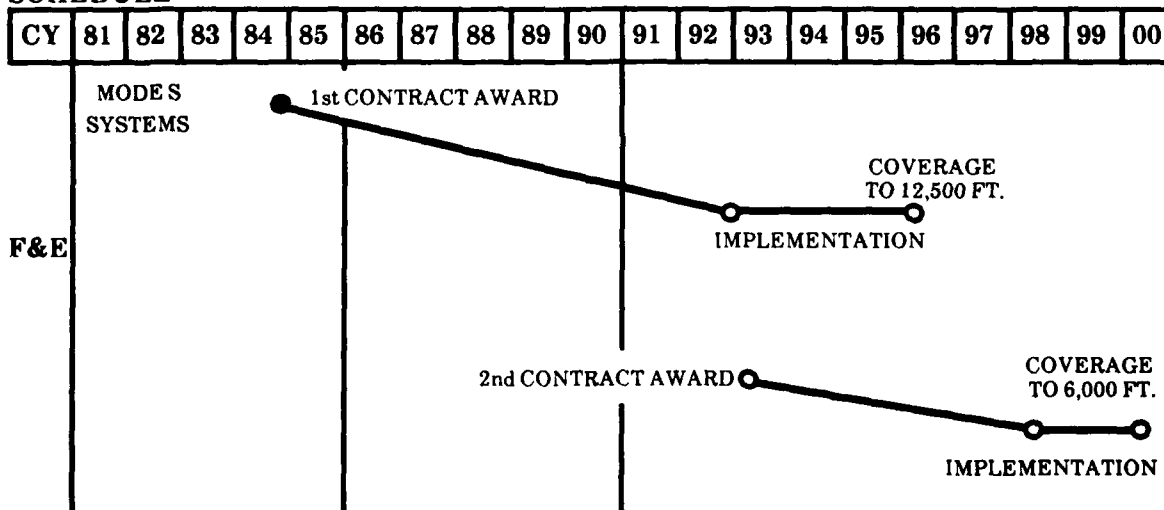 SCHEDULE
CY 81 82 83 84 85 86 87 88 89 90 91 92 93 94 95 96 97 98 99 00
MODE S
SYSTEMS
1st CONTRACT AWARD
COVERAGE
TO 12,500 FT.
IMPLEMENTATION
F&E
2nd CONTRACT AWARD
COVERAGE
TO 6,000 FT.
IMPLEMENTATION